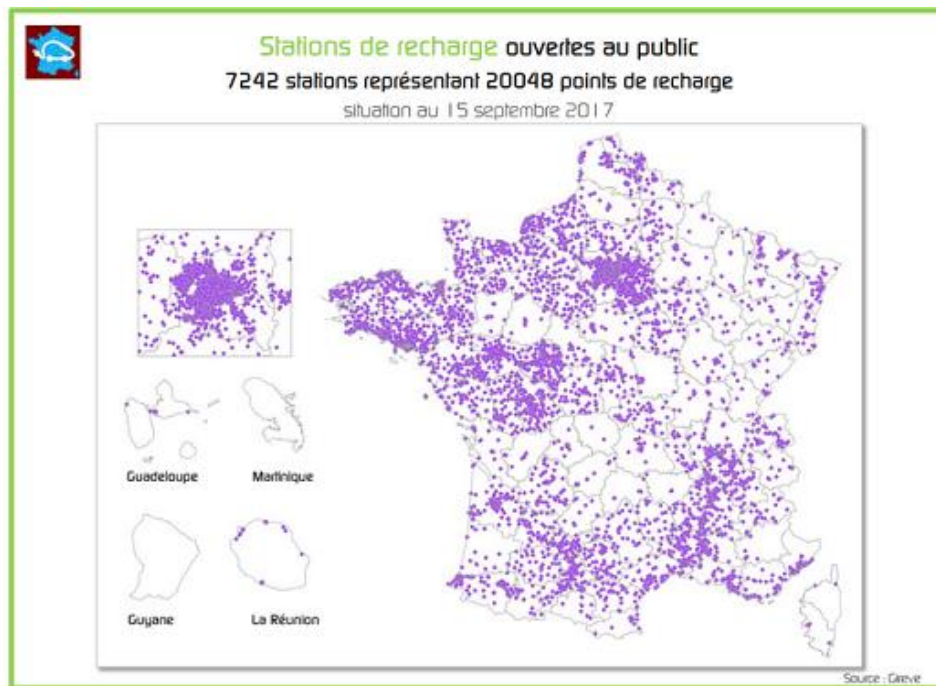 Stations de recharge ouvertes au public
7242 stations représentant 20048 points de recharge
situation au 15 septembre 2017
Guadeloupe
Martinique
Guyane
La Réunion
Source : Gireve